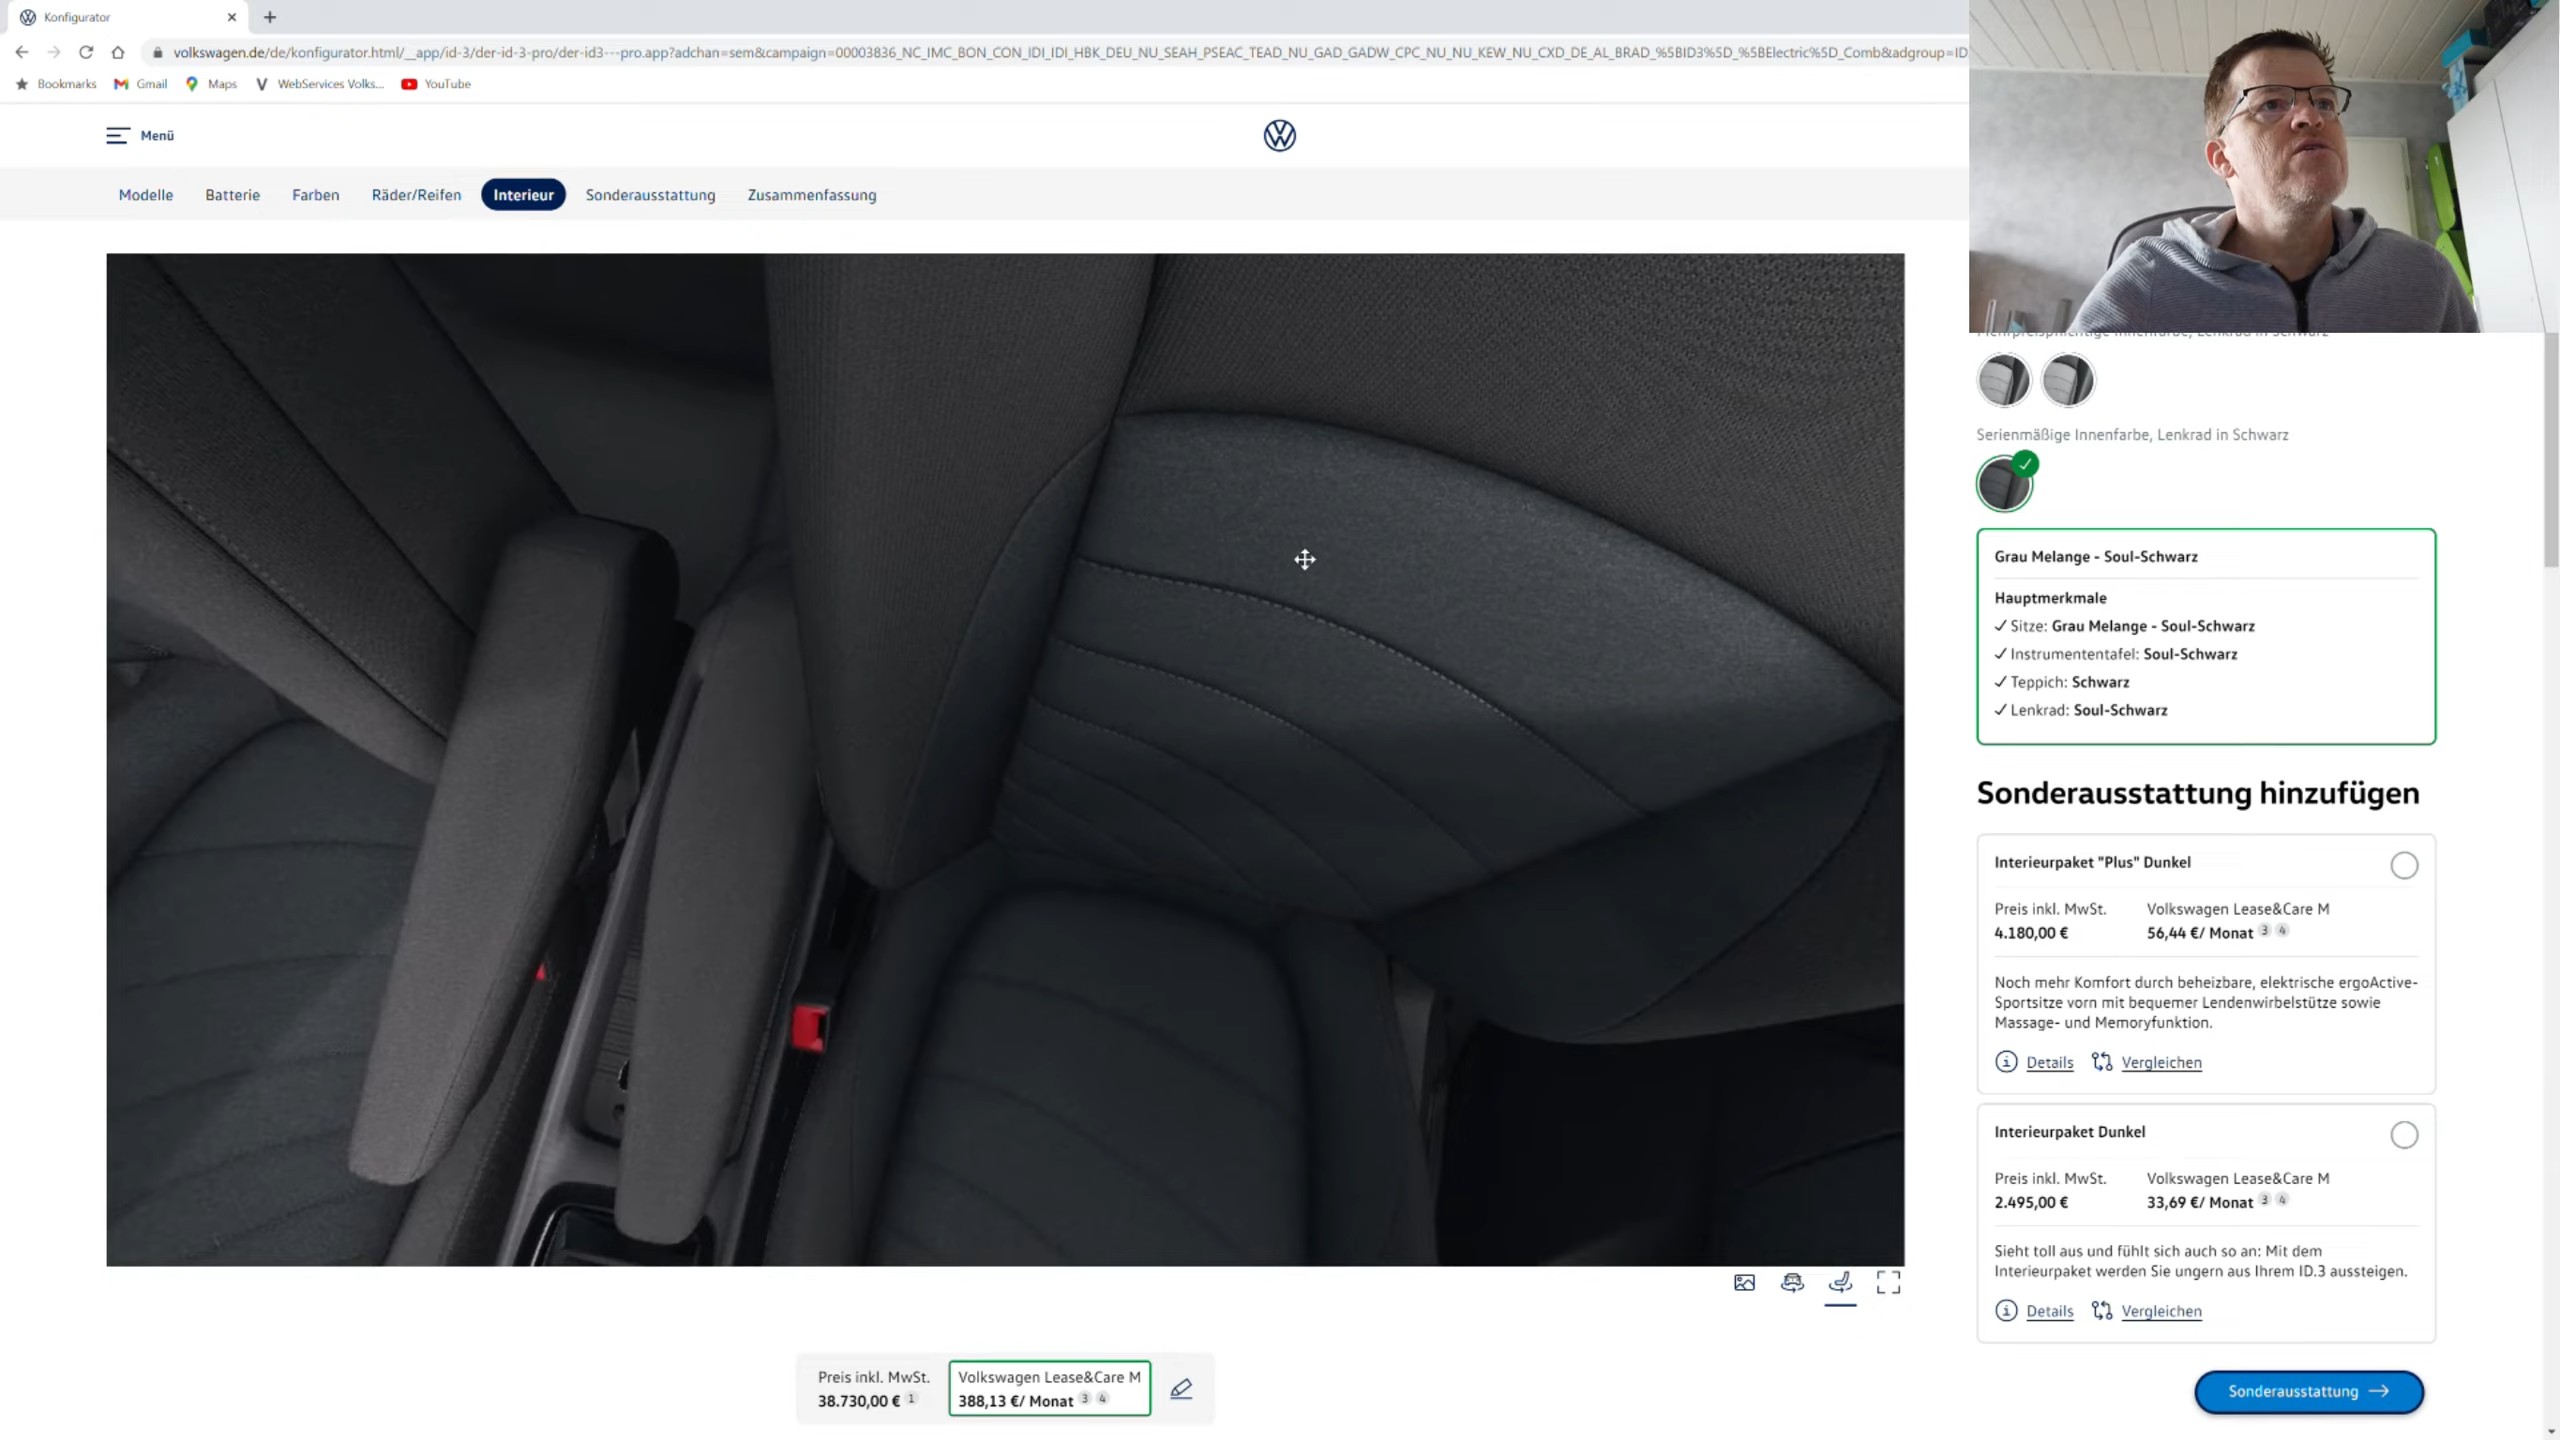 Konfigurator
volkswagen.de/de/konfigurator.html/__app/id-3/der-id-3-pro/der-id3---pro.app?adchan=sem&campaign=00003836_NC_IMC_BON_CON_IDI_IDI_HBK_DEU_NU_SEAH_PSEAC_TEAD_NU_GAD_GADW_CPC_NU_NU_KEW_NU_CXD_DE_AL_BRAD_%5BID3%5D_%5BElectric%5D_Comb&adgroup=ID
Bookmarks Gmail Maps WebServices Volks... YouTube
Menü
Modelle Batterie Farben Räder/Reifen Interieur Sonderausstattung Zusammenfassung
Mehrpreispflichtige Innenfarbe, Lenkrad in Schwarz
Serienmäßige Innenfarbe, Lenkrad in Schwarz
Grau Melange - Soul-Schwarz
Hauptmerkmale
Sitze: Grau Melange - Soul-Schwarz
Instrumententafel: Soul-Schwarz
Teppich: Schwarz
Lenkrad: Soul-Schwarz
Sonderausstattung hinzufügen
Interieurpaket "Plus" Dunkel
Preis inkl. MwSt. Volkswagen Lease&Care M
4.180,00 € 56,44 €/ Monat 3 4
Noch mehr Komfort durch beheizbare, elektrische ergoActive-
Sportsitze vorn mit bequemer Lendenwirbelstütze sowie
Massage- und Memoryfunktion.
Details Vergleichen
Interieurpaket Dunkel
Preis inkl. MwSt. Volkswagen Lease&Care M
2.495,00 € 33,69 €/ Monat 3 4
Sieht toll aus und fühlt sich auch so an: Mit dem
Interieurpaket werden Sie ungern aus Ihrem ID.3 aussteigen.
Details Vergleichen
Preis inkl. MwSt. Volkswagen Lease&Care M
38.730,00 € 1 388,13 €/ Monat 3 4
Sonderausstattung